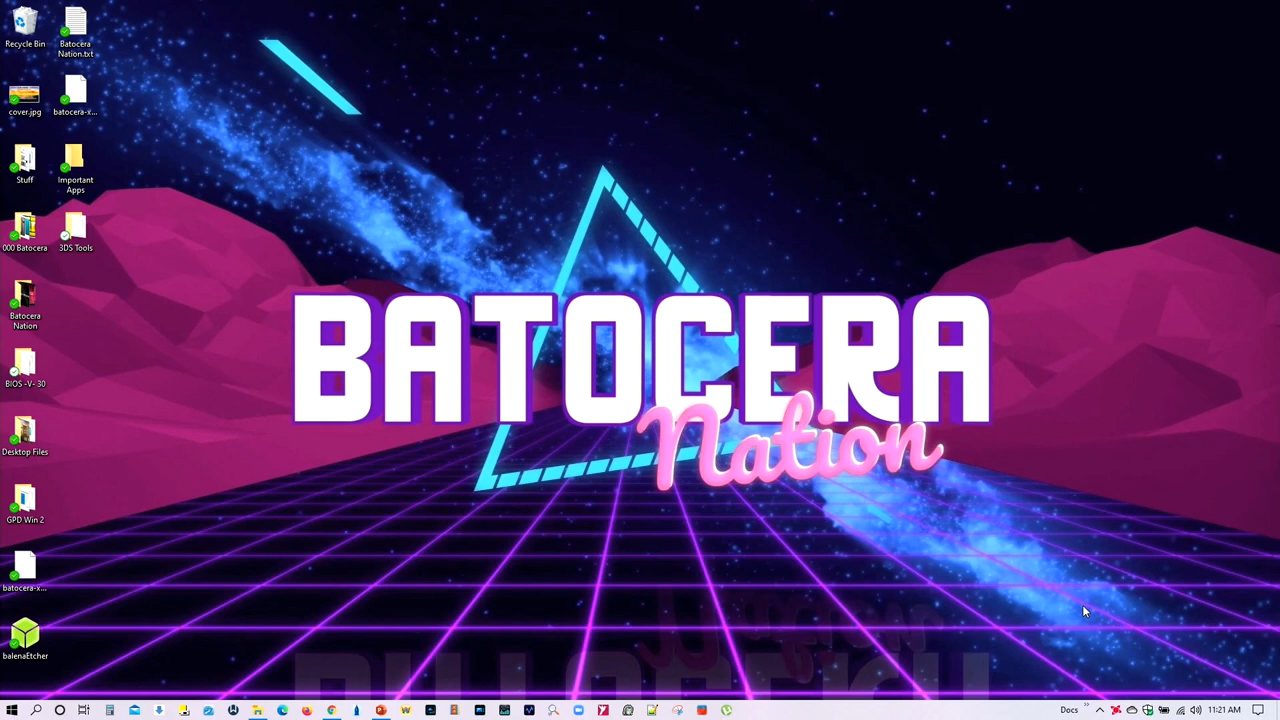 Recycle Bin
Batocera
Nation.txt
cover.jpg
batocera-x...
Stuff
Important
Apps
000 Batocera
3DS Tools
Batocera
Nation
BIOS -V- 30
Desktop Files
GPD Win 2
batocera-x...
balenaEtcher
BATOCERA
Nation
Docs
11:21 AM